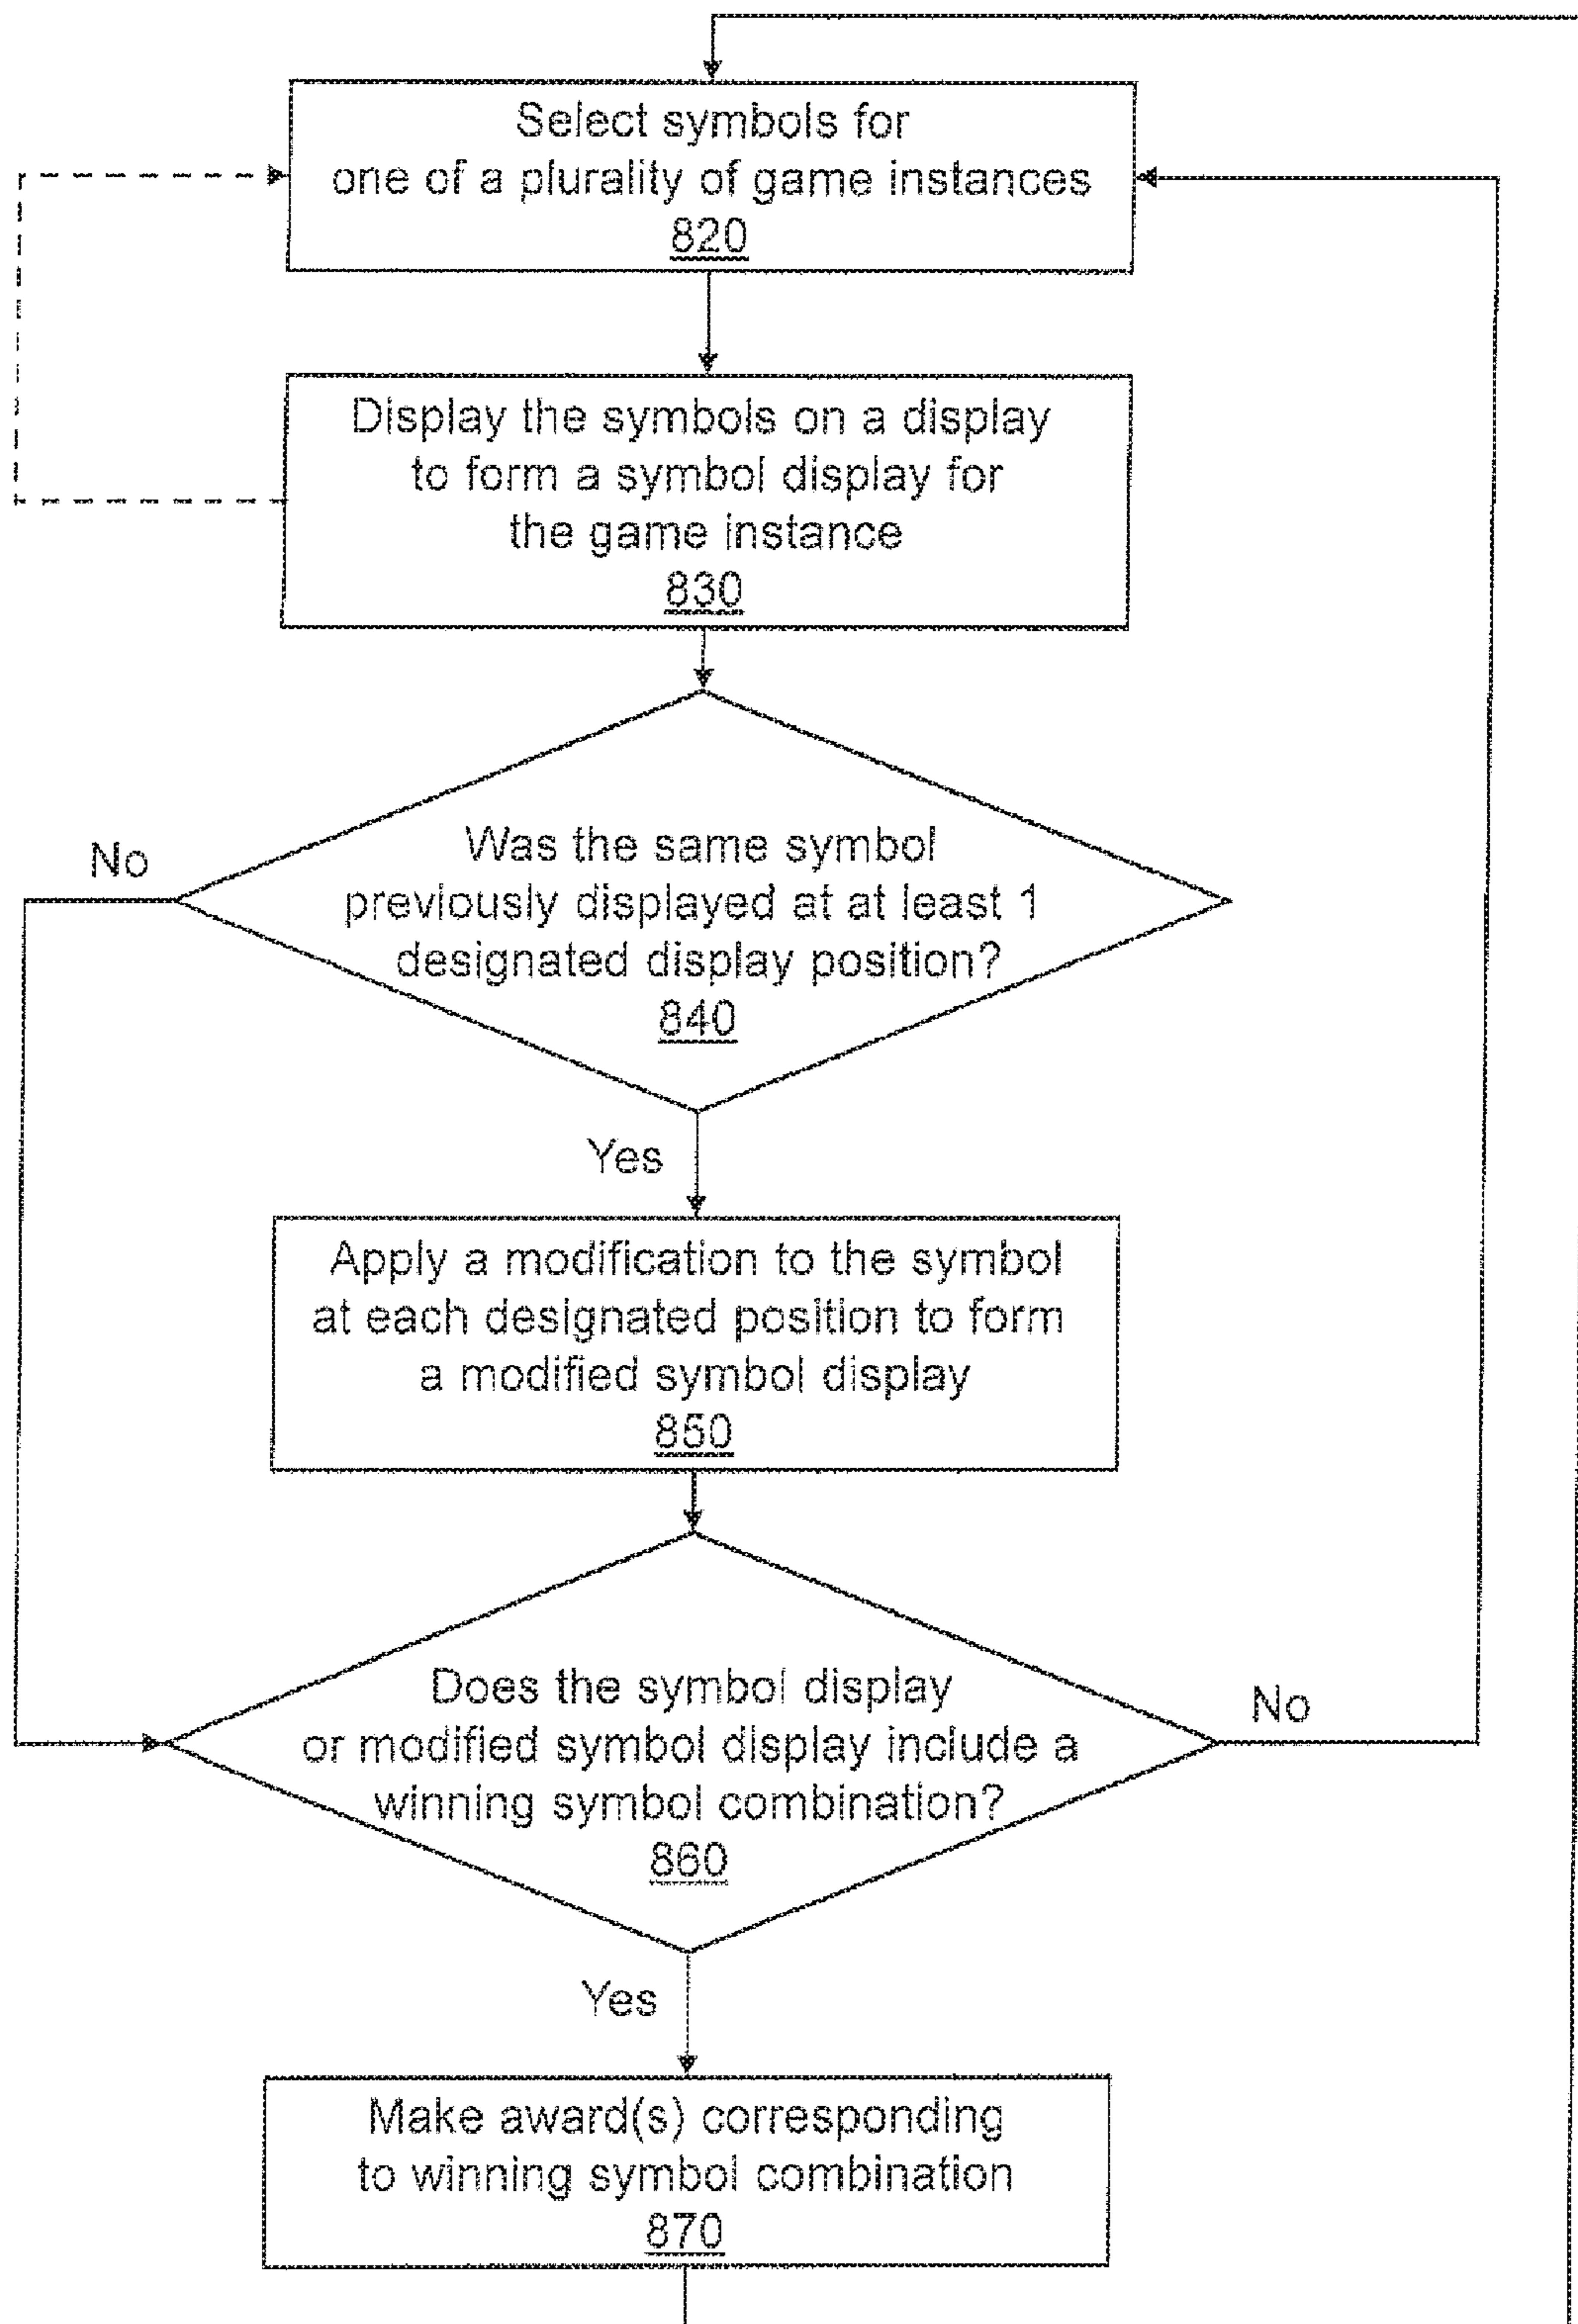 Select symbols for
one of a plurality of game instances
820
Display the symbols on a display
to form a symbol display for
the game instance
830
Was the same symbol
previously displayed at at least 1
designated display position?
840
No
Yes
Apply a modification to the symbol
at each designated position to form
a modified symbol display
850
Does the symbol display
or modified symbol display include a
winning symbol combination?
860
No
Yes
Make award(s) corresponding
to winning symbol combination
870